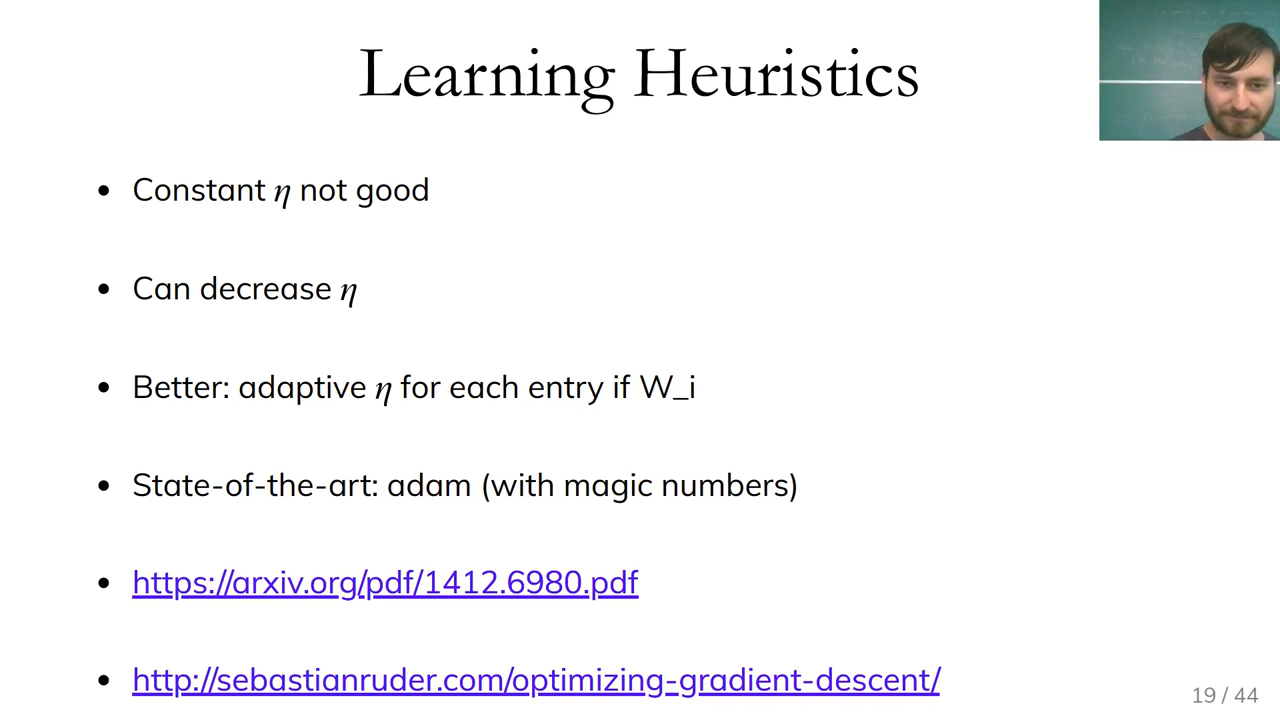 Learning Heuristics
• Constant η not good
• Can decrease η
• Better: adaptive η for each entry if W_i
• State-of-the-art: adam (with magic numbers)
• https://arxiv.org/pdf/1412.6980.pdf
• http://sebastianruder.com/optimizing-gradient-descent/
19 / 44